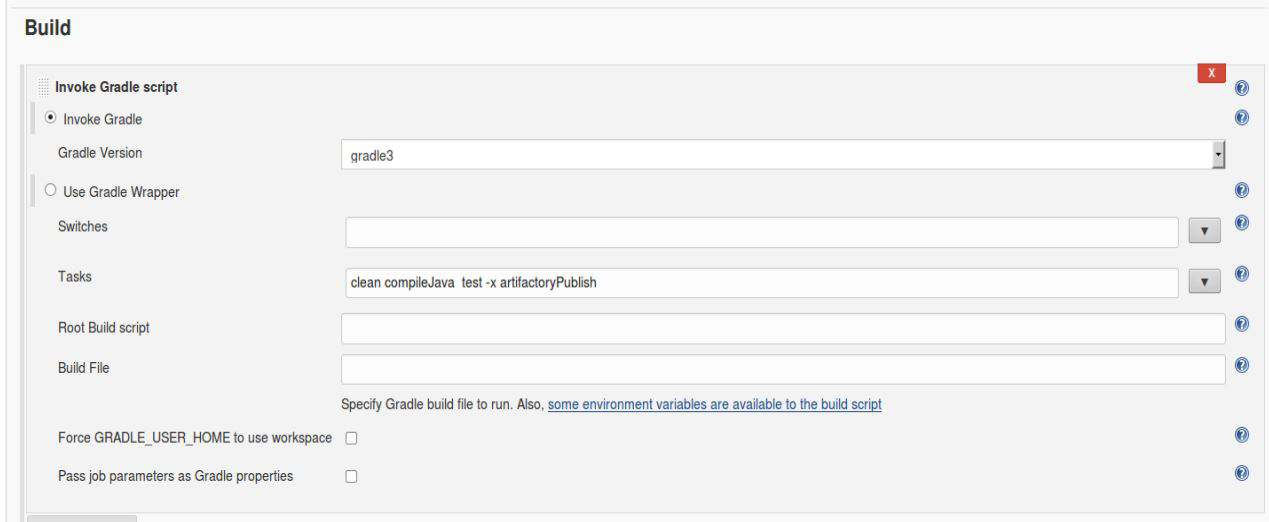 Build
Invoke Gradle script
X
Invoke Gradle
Gradle Version
gradle3
Use Gradle Wrapper
Switches
Tasks
clean compileJava  test -x artifactoryPublish
Root Build script
Build File
Specify Gradle build file to run. Also, some environment variables are available to the build script
Force GRADLE_USER_HOME to use workspace
Pass job parameters as Gradle properties